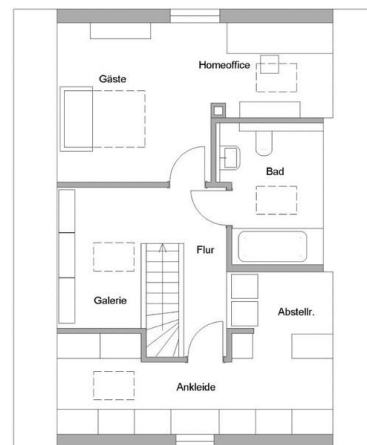 Homeoffice
Gäste
Bad
Flur
Galerie
Abstellr.
Ankleide